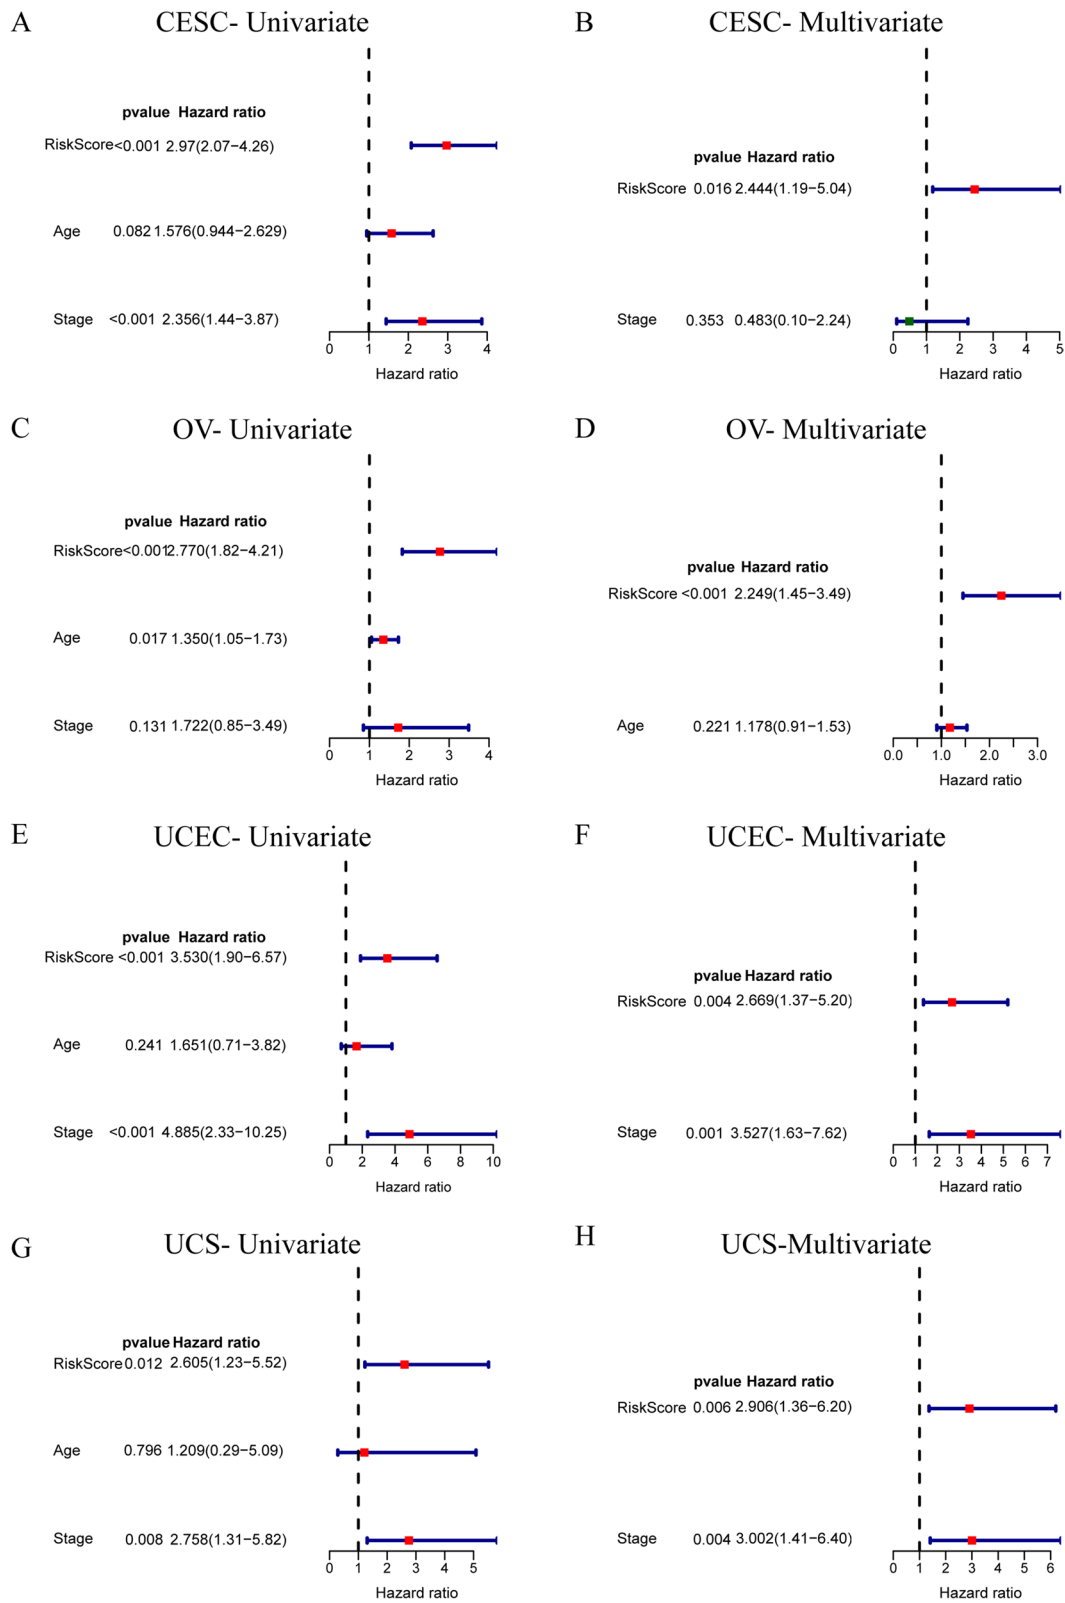 A
CESC- Univariate
pvalue Hazard ratio
RiskScore <0.001 2.97(2.07−4.26)
Age 0.082 1.576(0.944−2.629)
Stage <0.001 2.356(1.44−3.87)
0 1 2 3 4
Hazard ratio
B
CESC- Multivariate
pvalue Hazard ratio
RiskScore 0.016 2.444(1.19−5.04)
Stage 0.353 0.483(0.10−2.24)
0 1 2 3 4 5
Hazard ratio
C
OV- Univariate
pvalue Hazard ratio
RiskScore <0.001 2.770(1.82−4.21)
Age 0.017 1.350(1.05−1.73)
Stage 0.131 1.722(0.85−3.49)
0 1 2 3 4
Hazard ratio
D
OV- Multivariate
pvalue Hazard ratio
RiskScore <0.001 2.249(1.45−3.49)
Age 0.221 1.178(0.91−1.53)
0.0 1.0 2.0 3.0
Hazard ratio
E
UCEC- Univariate
pvalue Hazard ratio
RiskScore <0.001 3.530(1.90−6.57)
Age 0.241 1.651(0.71−3.82)
Stage <0.001 4.885(2.33−10.25)
0 2 4 6 8 10
Hazard ratio
F
UCEC- Multivariate
pvalue Hazard ratio
RiskScore 0.004 2.669(1.37−5.20)
Stage 0.001 3.527(1.63−7.62)
0 1 2 3 4 5 6 7
Hazard ratio
G
UCS- Univariate
pvalue Hazard ratio
RiskScore 0.012 2.605(1.23−5.52)
Age 0.796 1.209(0.29−5.09)
Stage 0.008 2.758(1.31−5.82)
0 1 2 3 4 5
Hazard ratio
H
UCS-Multivariate
pvalue Hazard ratio
RiskScore 0.006 2.906(1.36−6.20)
Stage 0.004 3.002(1.41−6.40)
0 1 2 3 4 5 6
Hazard ratio